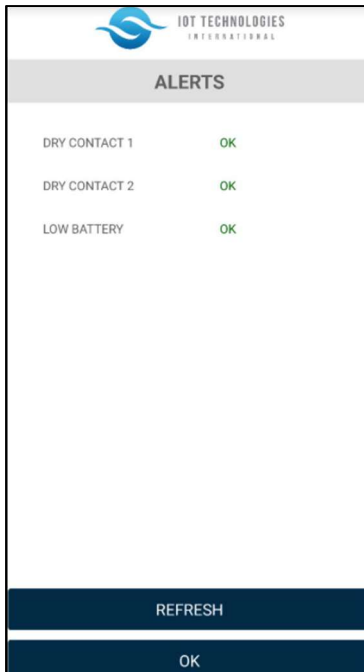 IOT TECHNOLOGIES
INTERNATIONAL
ALERTS
DRY CONTACT 1 OK
DRY CONTACT 2 OK
LOW BATTERY OK
REFRESH
OK